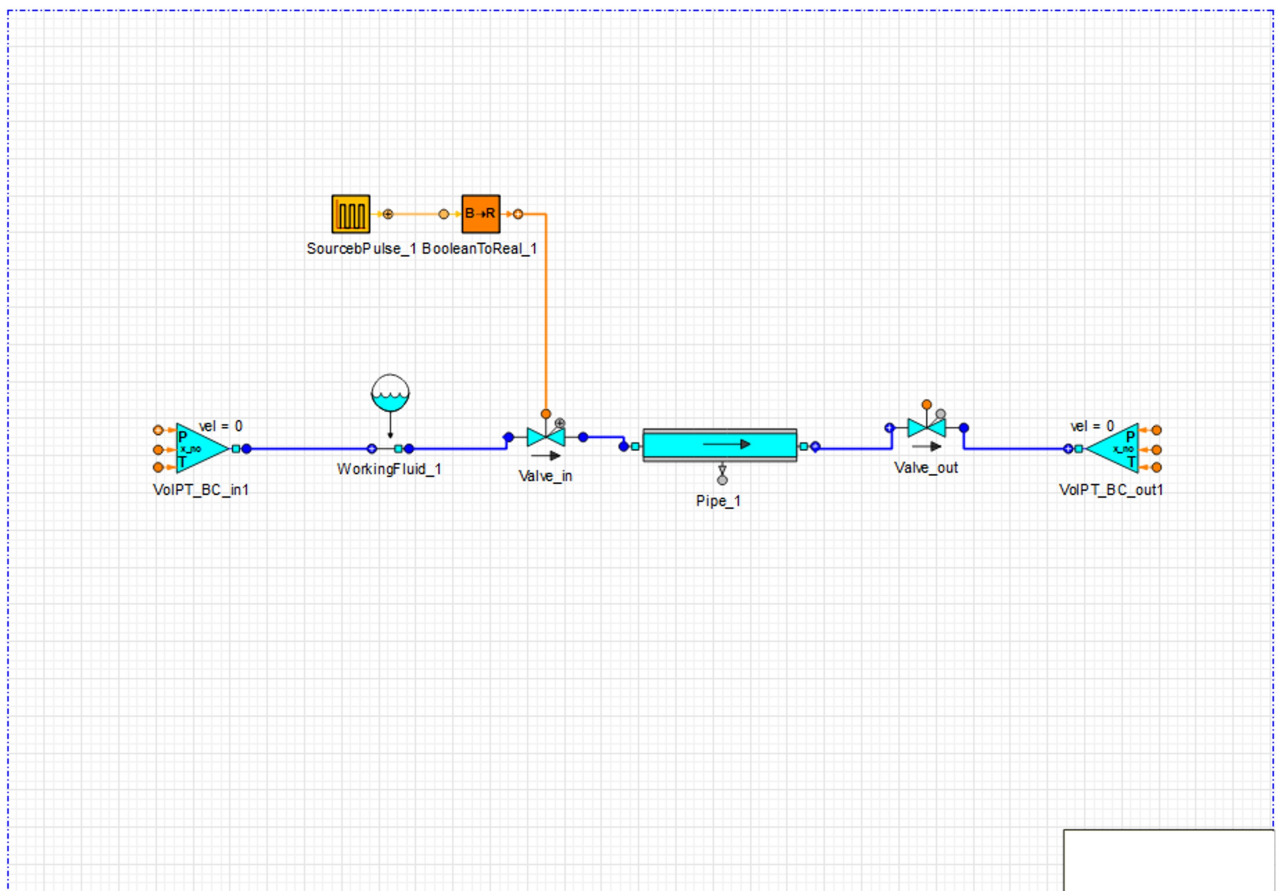 B→R
SourcebPulse_1 BooleanToReal_1
vel = 0
P
x_no
T
VolPT_BC_in1
WorkingFluid_1
Valve_in
Pipe_1
Valve_out
vel = 0
P
x_no
T
VolPT_BC_out1